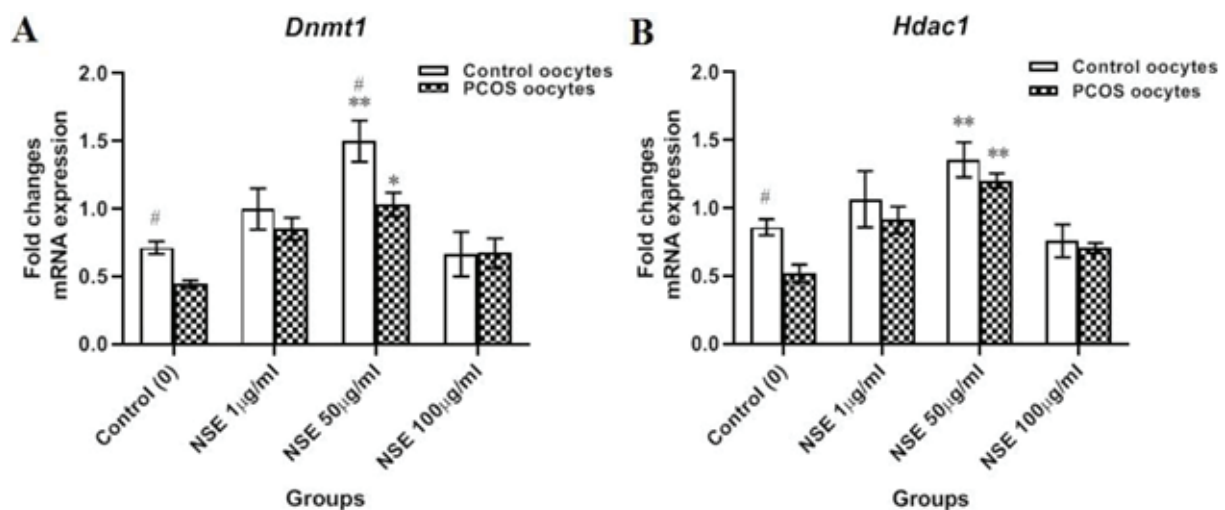 A
Dnmt1
Control oocytes
PCOS oocytes
Fold changes
mRNA expression
2.0
1.5
1.0
0.5
0.0
#
#
**
*
Control (0)
NSE 1µg/ml
NSE 50µg/ml
NSE 100µg/ml
Groups
B
Hdac1
Control oocytes
PCOS oocytes
Fold changes
mRNA expression
2.0
1.5
1.0
0.5
0.0
#
**
**
Control (0)
NSE 1µg/ml
NSE 50µg/ml
NSE 100µg/ml
Groups